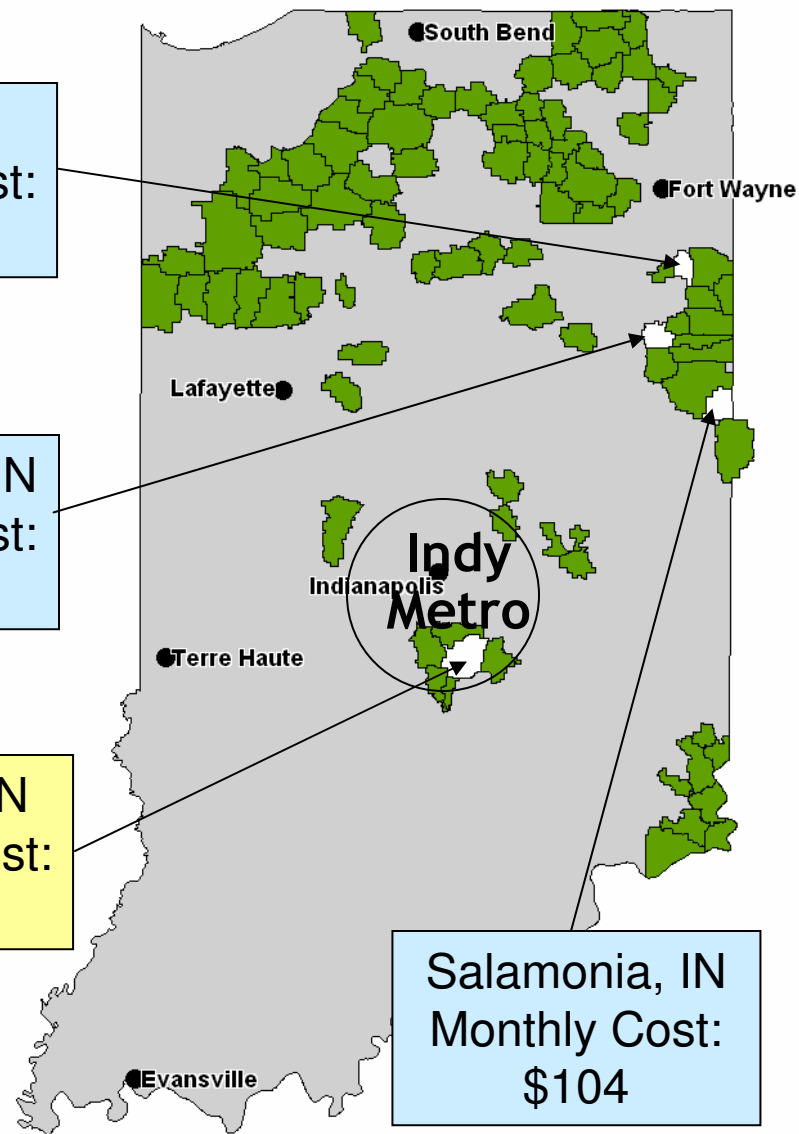 South Bend
st:
Fort Wayne
Lafayette
N
st:
Indy
Indianapolis
Metro
Terre Haute
N
st:
Salamonia, IN
Monthly Cost:
$104
Evansville